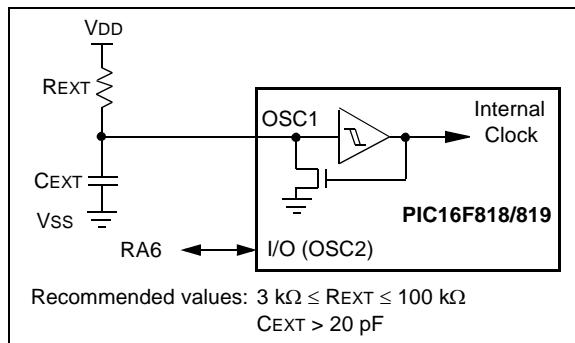 VDD
REXT
OSC1
Internal
Clock
CEXT
PIC16F818/819
VSS
RA6
I/O (OSC2)
Recommended values: 3 kΩ ≤ REXT ≤ 100 kΩ
CEXT > 20 pF